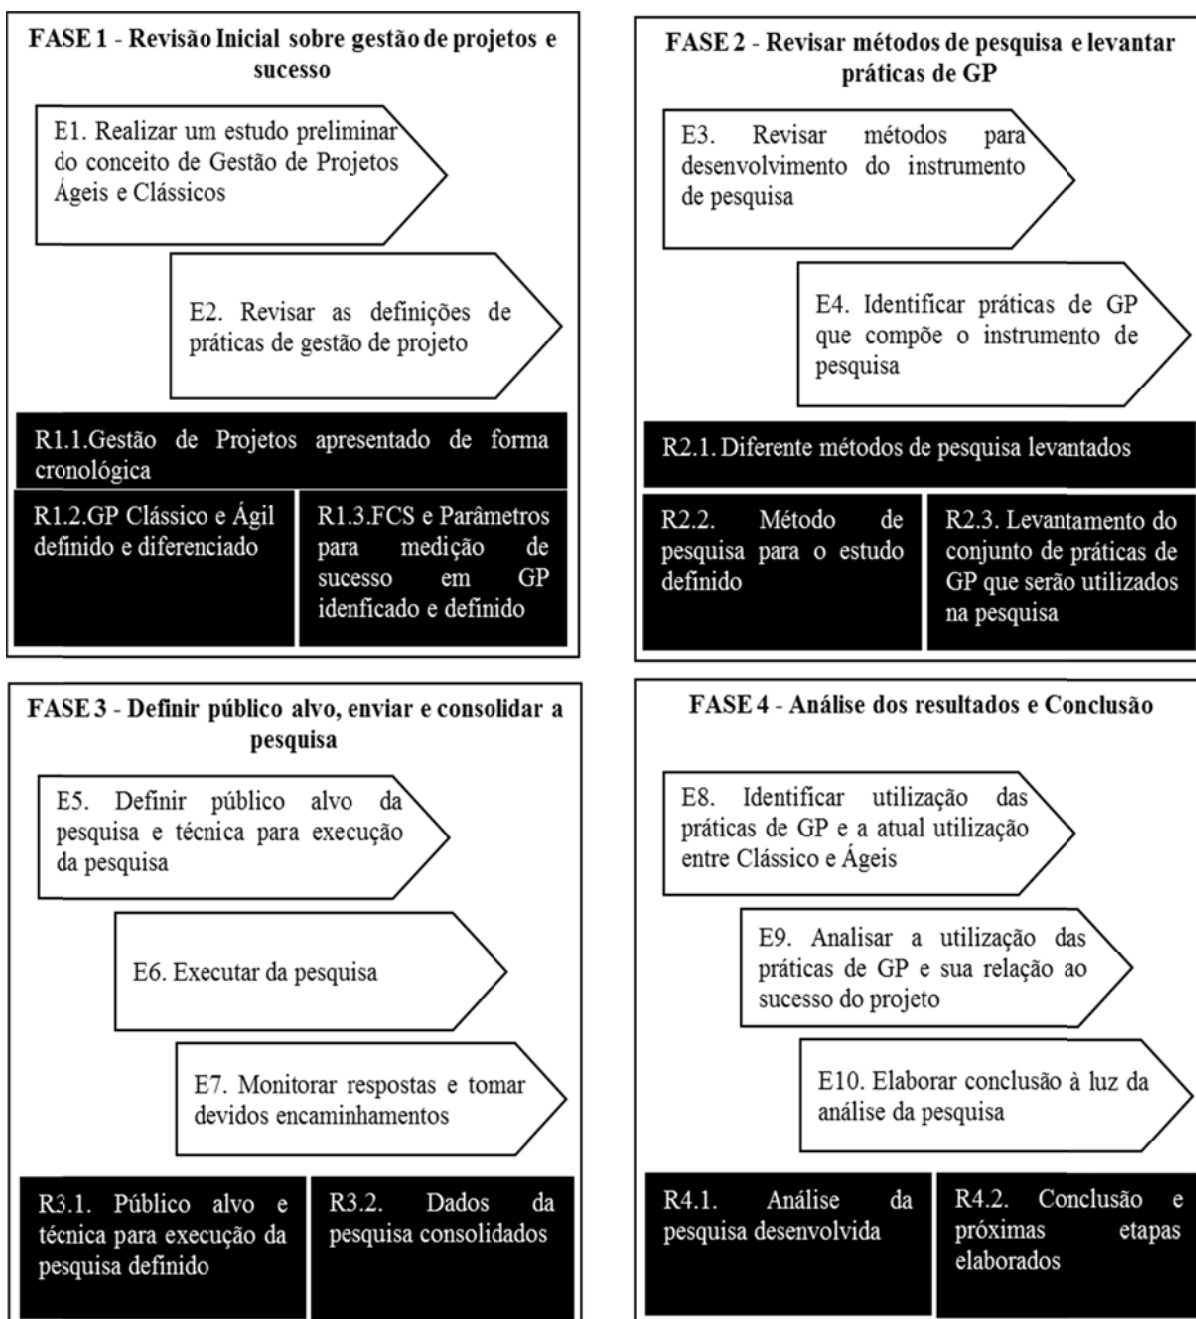 FASE 1 - Revisão Inicial sobre gestão de projetos e
sucesso
E1. Realizar um estudo preliminar
do conceito de Gestão de Projetos
Ágeis e Clássicos
E2. Revisar as definições de
práticas de gestão de projeto
R1.1.Gestão de Projetos apresentado de forma
cronológica
R1.2.GP Clássico e Ágil
definido e diferenciado
R1.3.FCS e Parâmetros
para medição de
sucesso em GP
idenficado e definido
FASE 2 - Revisar métodos de pesquisa e levantar
práticas de GP
E3. Revisar métodos para
desenvolvimento do instrumento
de pesquisa
E4. Identificar práticas de GP
que compõe o instrumento de
pesquisa
R2.1. Diferente métodos de pesquisa levantados
R2.2. Método de
pesquisa para o estudo
definido
R2.3. Levantamento do
conjunto de práticas de
GP que serão utilizados
na pesquisa
FASE 3 - Definir público alvo, enviar e consolidar a
pesquisa
E5. Definir público alvo da
pesquisa e técnica para execução
da pesquisa
E6. Executar da pesquisa
E7. Monitorar respostas e tomar
devidos encaminhamentos
R3.1. Público alvo e
técnica para execução da
pesquisa definido
R3.2. Dados da
pesquisa consolidados
FASE 4 - Análise dos resultados e Conclusão
E8. Identificar utilização das
práticas de GP e a atual utilização
entre Clássico e Ágeis
E9. Analisar a utilização das
práticas de GP e sua relação ao
sucesso do projeto
E10. Elaborar conclusão à luz da
análise da pesquisa
R4.1. Análise da
pesquisa desenvolvida
R4.2. Conclusão e
próximas etapas
elaborados